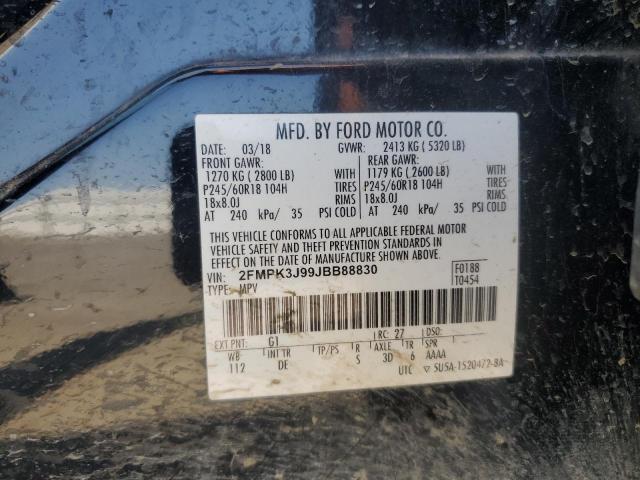 MFD. BY FORD MOTOR CO.
DATE: 03/18 GVWR: 2413 KG ( 5320 LB)
FRONT GAWR: REAR GAWR:
1270 KG ( 2800 LB) WITH 1179 KG ( 2600 LB) WITH
P245/60R18 104H TIRES P245/60R18 104H TIRES
18x8.0J RIMS 18x8.0J RIMS
AT 240 kPa/ 35 PSI COLD AT 240 kPa/ 35 PSI COLD
THIS VEHICLE CONFORMS TO ALL APPLICABLE FEDERAL MOTOR
VEHICLE SAFETY AND THEFT PREVENTION STANDARDS IN
EFFECT ON THE DATE OF MANUFACTURE SHOWN ABOVE.
VIN: 2FMPK3J99JBB88830 F0188
TYPE: MPV T0454
EXT PNT: G1 RC: 27 DSO:
WB INT TR TP/PS R AXLE TR SPR
112 DE S 3D 6 AAAA
UTC ▽ 5U5A-1520472-BA